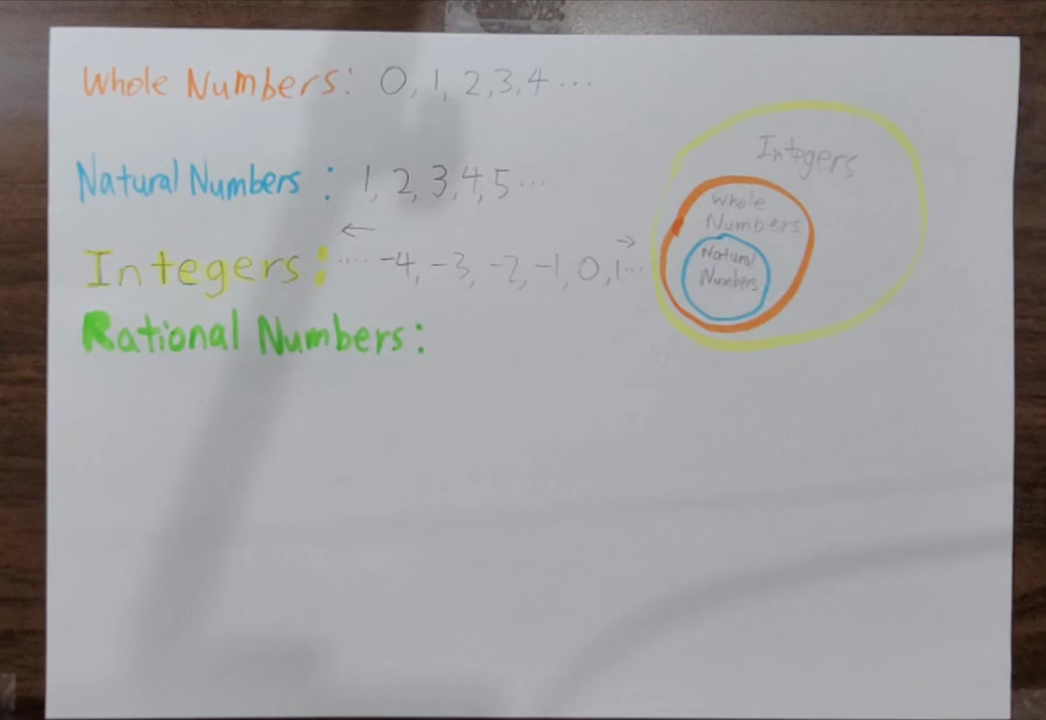 Whole Numbers: 0, 1, 2, 3, 4 ...
Natural Numbers : 1, 2, 3, 4, 5 ...
← →
Integers : .... -4, -3, -2, -1, 0, 1...
Rational Numbers:
Integers
Whole
Numbers
Natural
Numbers